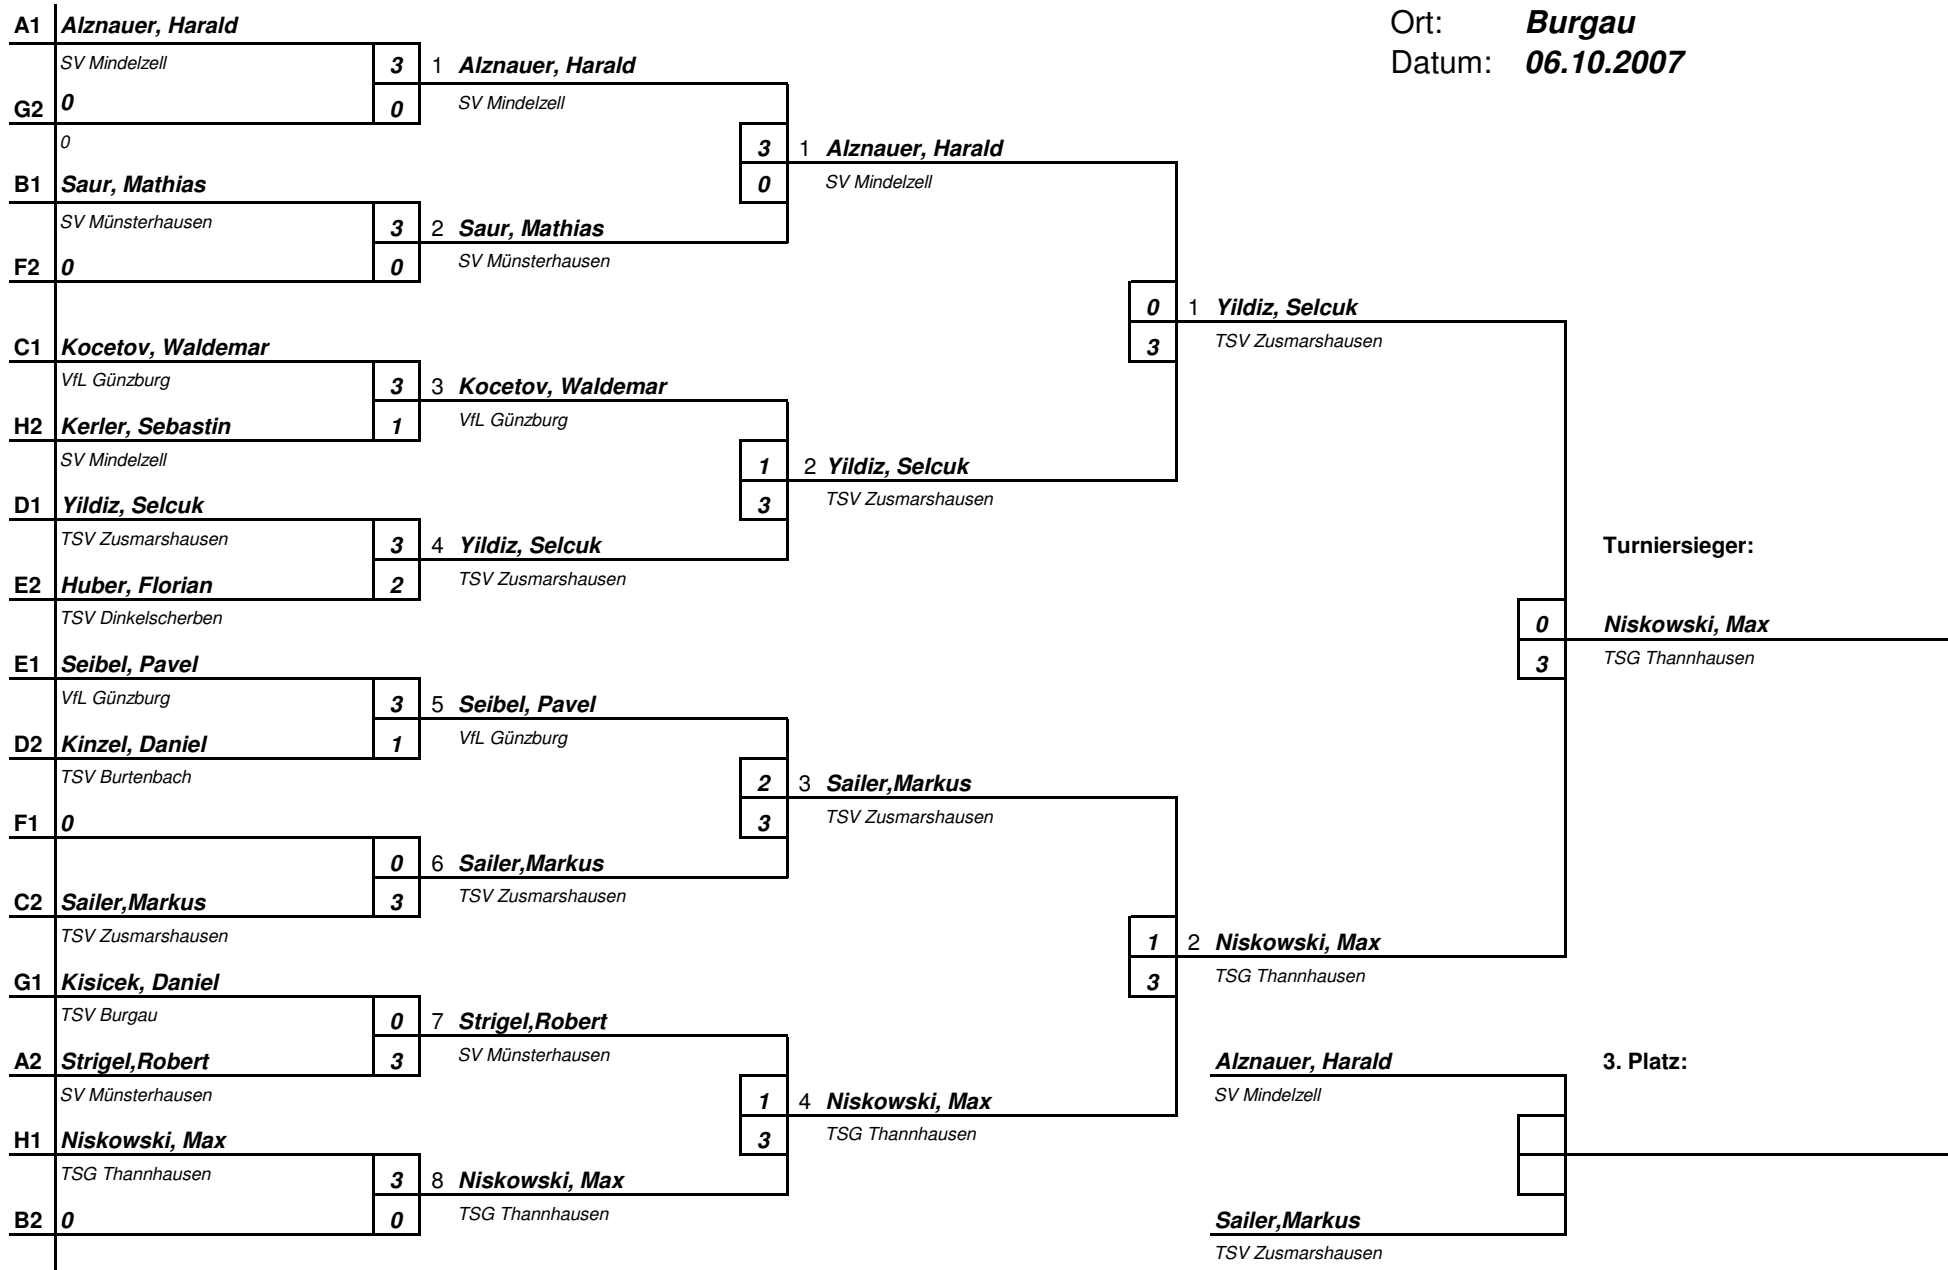 Ort: Burgau
Datum: 06.10.2007
A1 Alznauer, Harald
SV Mindelzell 3
G2 0 0
0
1 Alznauer, Harald
SV Mindelzell
B1 Saur, Mathias
SV Münsterhausen 3
F2 0 0
2 Saur, Mathias
SV Münsterhausen
3
0
1 Alznauer, Harald
SV Mindelzell
C1 Kocetov, Waldemar
VfL Günzburg 3
H2 Kerler, Sebastin 1
SV Mindelzell
3 Kocetov, Waldemar
VfL Günzburg
D1 Yildiz, Selcuk
TSV Zusmarshausen 3
E2 Huber, Florian 2
TSV Dinkelscherben
4 Yildiz, Selcuk
TSV Zusmarshausen
1
3
2 Yildiz, Selcuk
TSV Zusmarshausen
0
3
1 Yildiz, Selcuk
TSV Zusmarshausen
E1 Seibel, Pavel
VfL Günzburg 3
D2 Kinzel, Daniel 1
TSV Burtenbach
5 Seibel, Pavel
VfL Günzburg
F1 0
0
C2 Sailer,Markus 3
TSV Zusmarshausen
6 Sailer,Markus
TSV Zusmarshausen
2
3
3 Sailer,Markus
TSV Zusmarshausen
G1 Kisicek, Daniel
TSV Burgau 0
A2 Strigel,Robert 3
SV Münsterhausen
7 Strigel,Robert
SV Münsterhausen
H1 Niskowski, Max
TSG Thannhausen 3
B2 0 0
8 Niskowski, Max
TSG Thannhausen
1
3
4 Niskowski, Max
TSG Thannhausen
1
3
2 Niskowski, Max
TSG Thannhausen
Turniersieger:
0
3
Niskowski, Max
TSG Thannhausen
Alznauer, Harald
SV Mindelzell
3. Platz:
Sailer,Markus
TSV Zusmarshausen